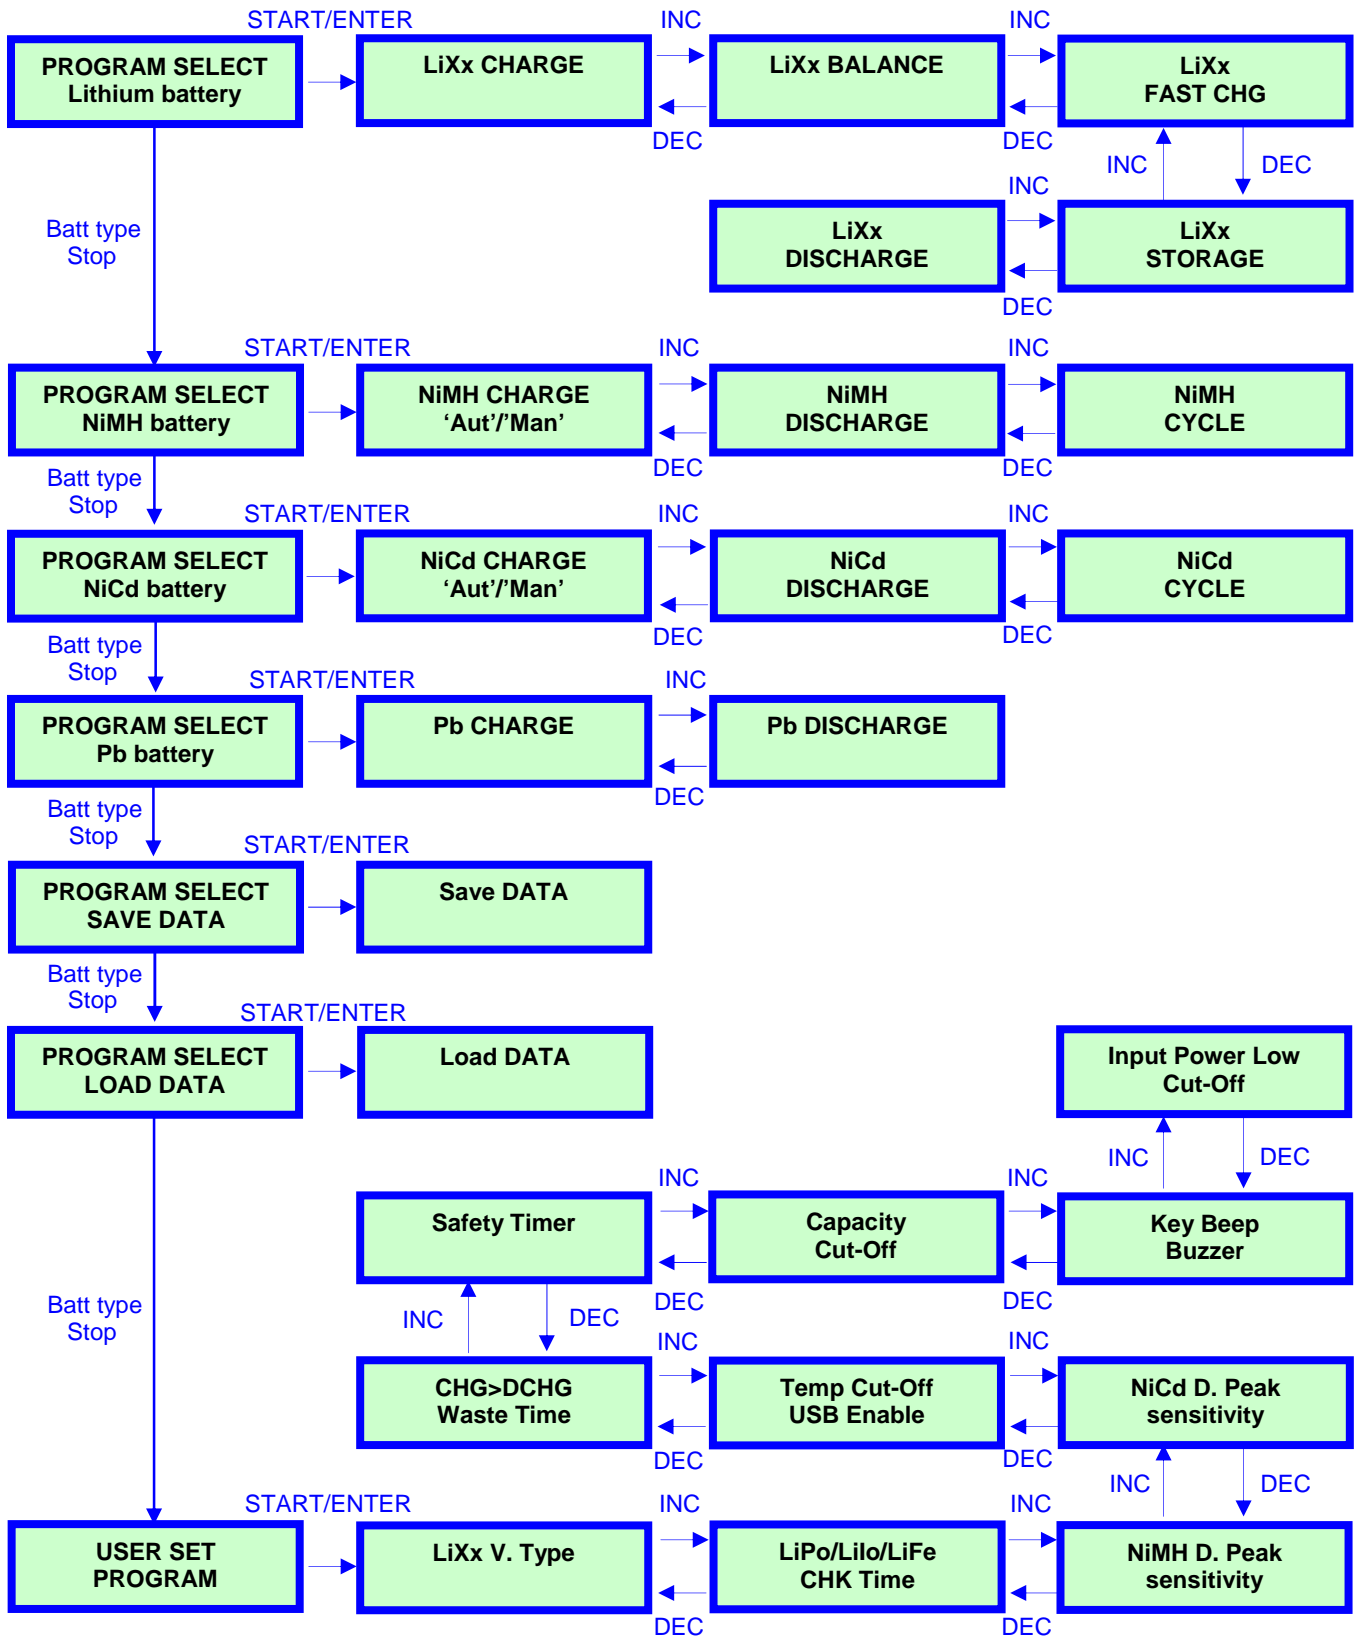 START/ENTER
INC
INC
PROGRAM SELECT
Lithium battery
LiXx CHARGE
LiXx BALANCE
LiXx
FAST CHG
DEC
DEC
INC
DEC
Batt type
Stop
INC
LiXx
DISCHARGE
LiXx
STORAGE
DEC
START/ENTER
INC
INC
PROGRAM SELECT
NiMH battery
NiMH CHARGE
‘Aut’/’Man’
NiMH
DISCHARGE
NiMH
CYCLE
DEC
DEC
Batt type
Stop
START/ENTER
INC
INC
PROGRAM SELECT
NiCd battery
NiCd CHARGE
‘Aut’/’Man’
NiCd
DISCHARGE
NiCd
CYCLE
DEC
DEC
Batt type
Stop
START/ENTER
INC
PROGRAM SELECT
Pb battery
Pb CHARGE
Pb DISCHARGE
DEC
Batt type
Stop
START/ENTER
PROGRAM SELECT
SAVE DATA
Save DATA
Batt type
Stop
START/ENTER
PROGRAM SELECT
LOAD DATA
Load DATA
Input Power Low
Cut-Off
INC
DEC
INC
INC
Safety Timer
Capacity
Cut-Off
Key Beep
Buzzer
DEC
DEC
Batt type
Stop
INC
DEC
INC
INC
CHG>DCHG
Waste Time
Temp Cut-Off
USB Enable
NiCd D. Peak
sensitivity
DEC
DEC
INC
DEC
START/ENTER
INC
INC
USER SET
PROGRAM
LiXx V. Type
LiPo/LiIo/LiFe
CHK Time
NiMH D. Peak
sensitivity
DEC
DEC